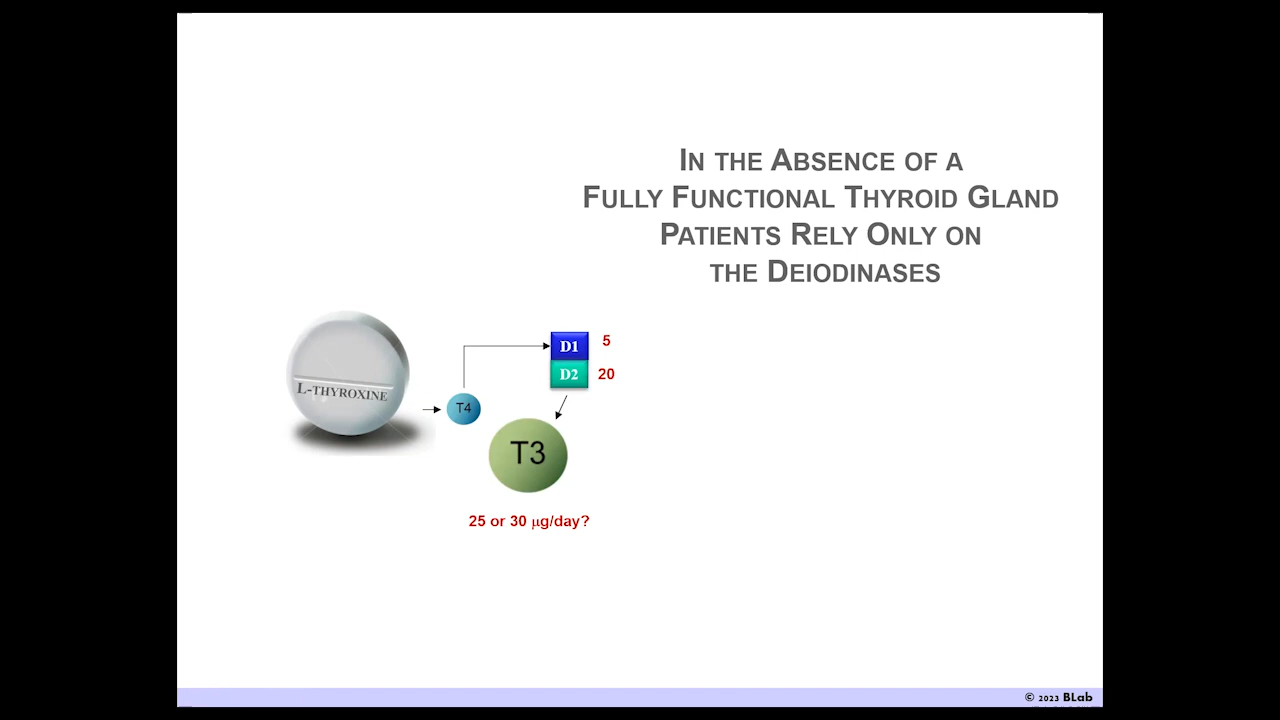 IN THE ABSENCE OF A
FULLY FUNCTIONAL THYROID GLAND
PATIENTS RELY ONLY ON
THE DEIODINASES
L-THYROXINE
T4
D1
5
D2
20
T3
25 or 30 μg/day?
© 2023 BLab